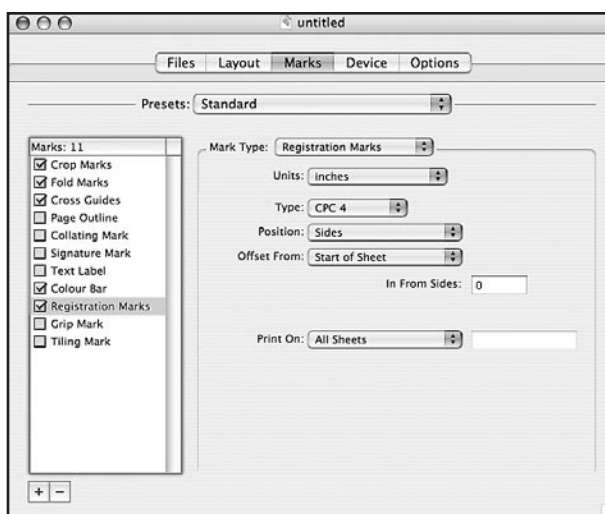 untitled
Files Layout Marks Device Options
Presets: Standard
Marks: 11
Crop Marks
Fold Marks
Cross Guides
Page Outline
Collating Mark
Signature Mark
Text Label
Colour Bar
Registration Marks
Grip Mark
Tiling Mark
Mark Type: Registration Marks
Units: inches
Type: CPC 4
Position: Sides
Offset From: Start of Sheet
In From Sides: 0
Print On: All Sheets
+ −